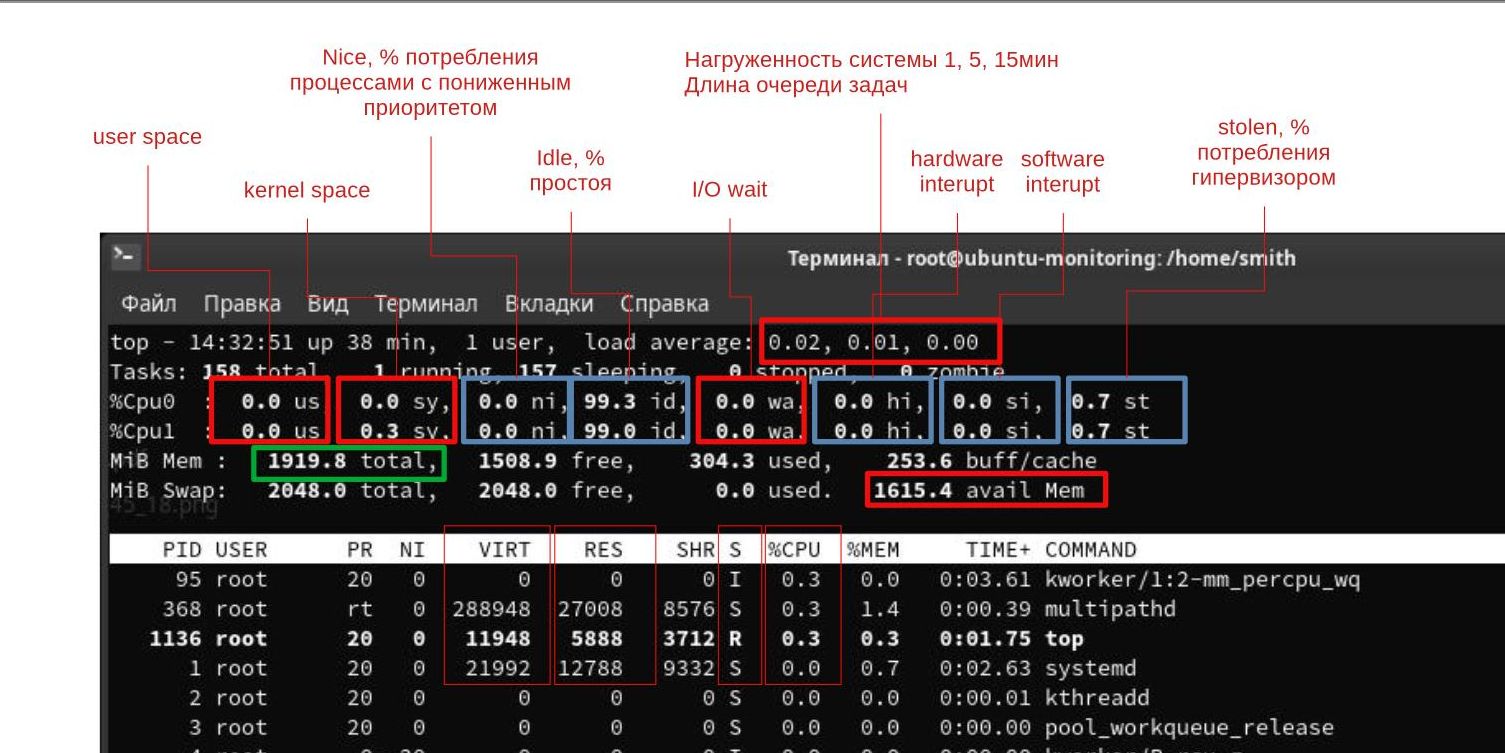 Nice, % потребления
процессами с пониженным
приоритетом
Нагруженность системы 1, 5, 15мин
Длина очереди задач
user space
kernel space
Idle, %
простоя
I/O wait
hardware
interupt
software
interupt
stolen, %
потребления
гипервизором
Терминал - root@ubuntu-monitoring: /home/smith
Файл Правка Вид Терминал Вкладки Справка
top - 14:32:51 up 38 min, 1 user, load average: 0.02, 0.01, 0.00
Tasks: 158 total, 1 running, 157 sleeping, 0 stopped, 0 zombie
%Cpu0 : 0.0 us, 0.0 sy, 0.0 ni, 99.3 id, 0.0 wa, 0.0 hi, 0.0 si, 0.7 st
%Cpu1 : 0.0 us, 0.3 sy, 0.0 ni, 99.0 id, 0.0 wa, 0.0 hi, 0.0 si, 0.7 st
MiB Mem : 1919.8 total, 1508.9 free, 304.3 used, 253.6 buff/cache
MiB Swap: 2048.0 total, 2048.0 free, 0.0 used. 1615.4 avail Mem
45_18.png
PID USER PR NI VIRT RES SHR S %CPU %MEM TIME+ COMMAND
95 root 20 0 0 0 0 I 0.3 0.0 0:03.61 kworker/1:2-mm_percpu_wq
368 root rt 0 288948 27008 8576 S 0.3 1.4 0:00.39 multipathd
1136 root 20 0 11948 5888 3712 R 0.3 0.3 0:01.75 top
1 root 20 0 21992 12788 9332 S 0.0 0.7 0:02.63 systemd
2 root 20 0 0 0 0 S 0.0 0.0 0:00.01 kthreadd
3 root 20 0 0 0 0 S 0.0 0.0 0:00.00 pool_workqueue_release